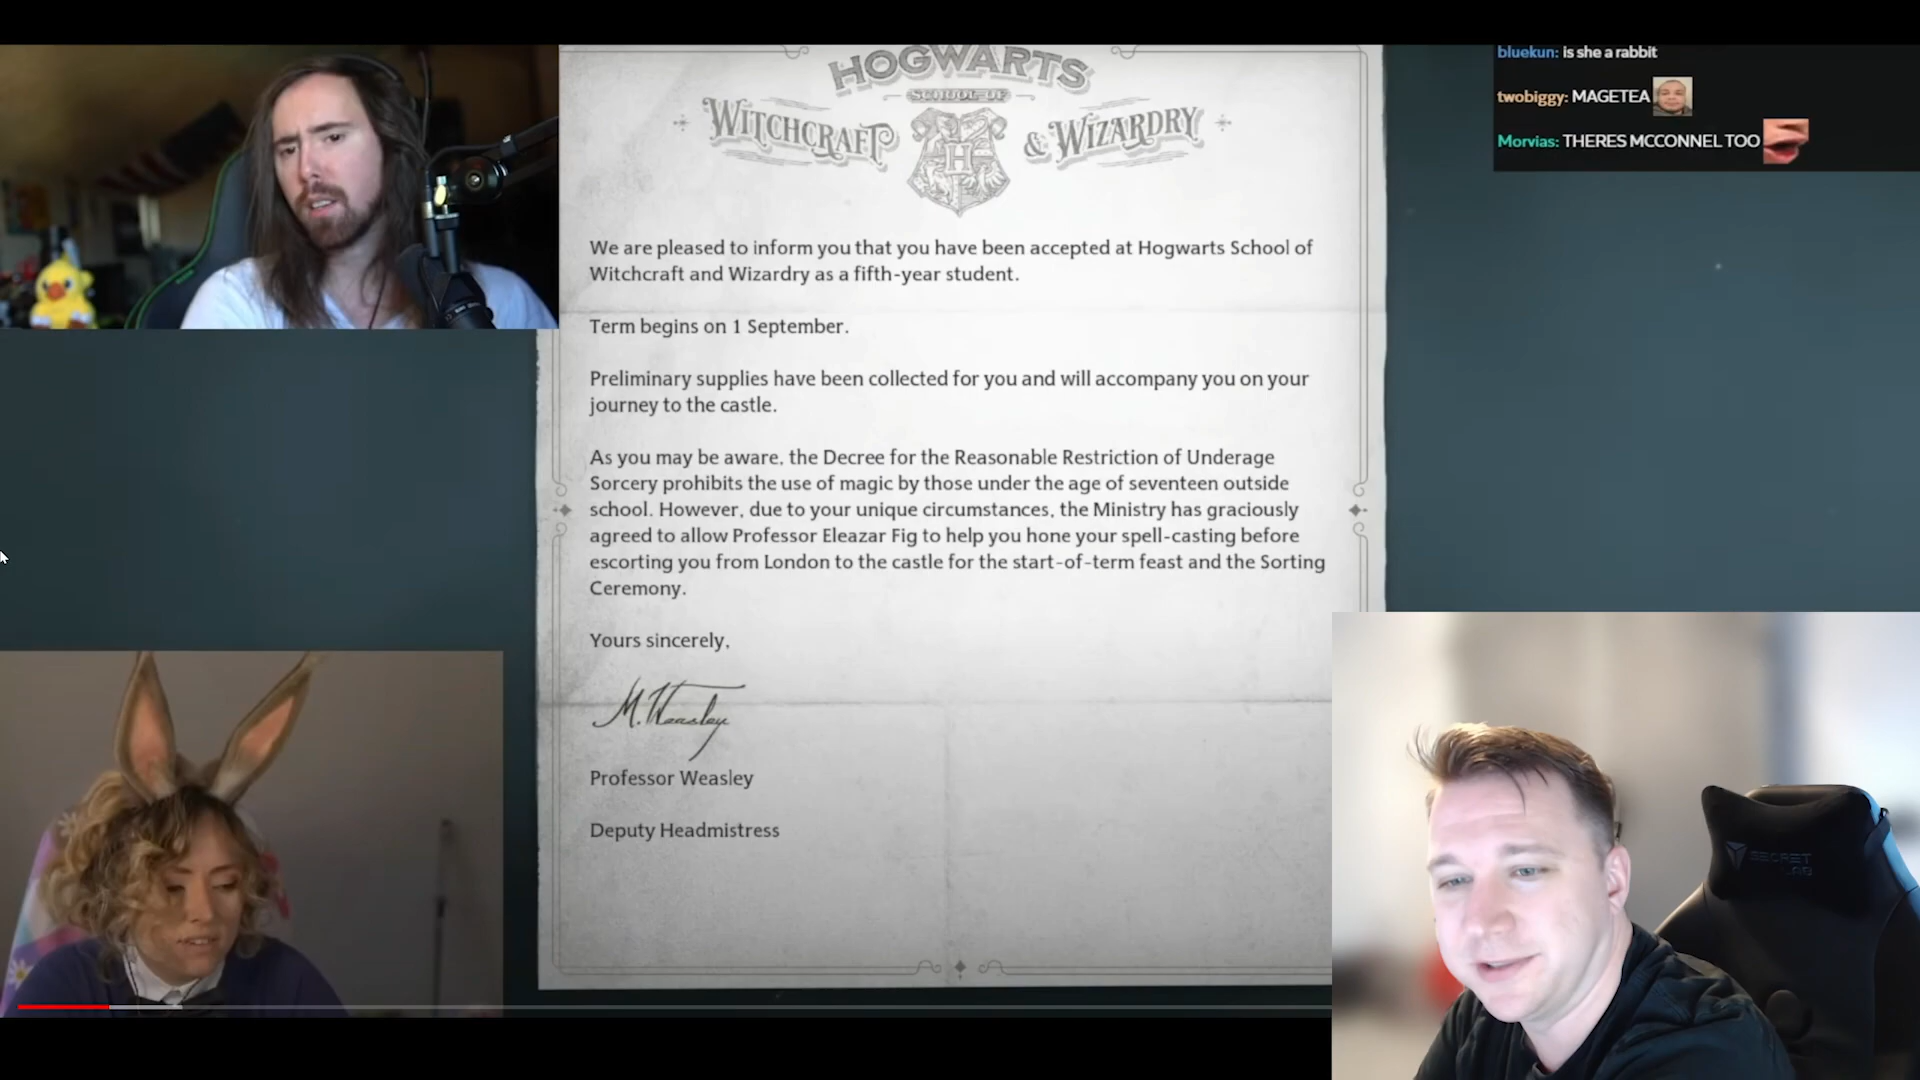 bluekun: is she a rabbit
twobiggy: MAGETEA
Morvias: THERES MCCONNEL TOO
HOGWARTS
SCHOOL OF
WITCHCRAFT & WIZARDRY
H
We are pleased to inform you that you have been accepted at Hogwarts School of
Witchcraft and Wizardry as a fifth-year student.
Term begins on 1 September.
Preliminary supplies have been collected for you and will accompany you on your
journey to the castle.
As you may be aware, the Decree for the Reasonable Restriction of Underage
Sorcery prohibits the use of magic by those under the age of seventeen outside
school. However, due to your unique circumstances, the Ministry has graciously
agreed to allow Professor Eleazar Fig to help you hone your spell-casting before
escorting you from London to the castle for the start-of-term feast and the Sorting
Ceremony.
Yours sincerely,
M. Weasley
Professor Weasley
Deputy Headmistress
SECRET
LAB